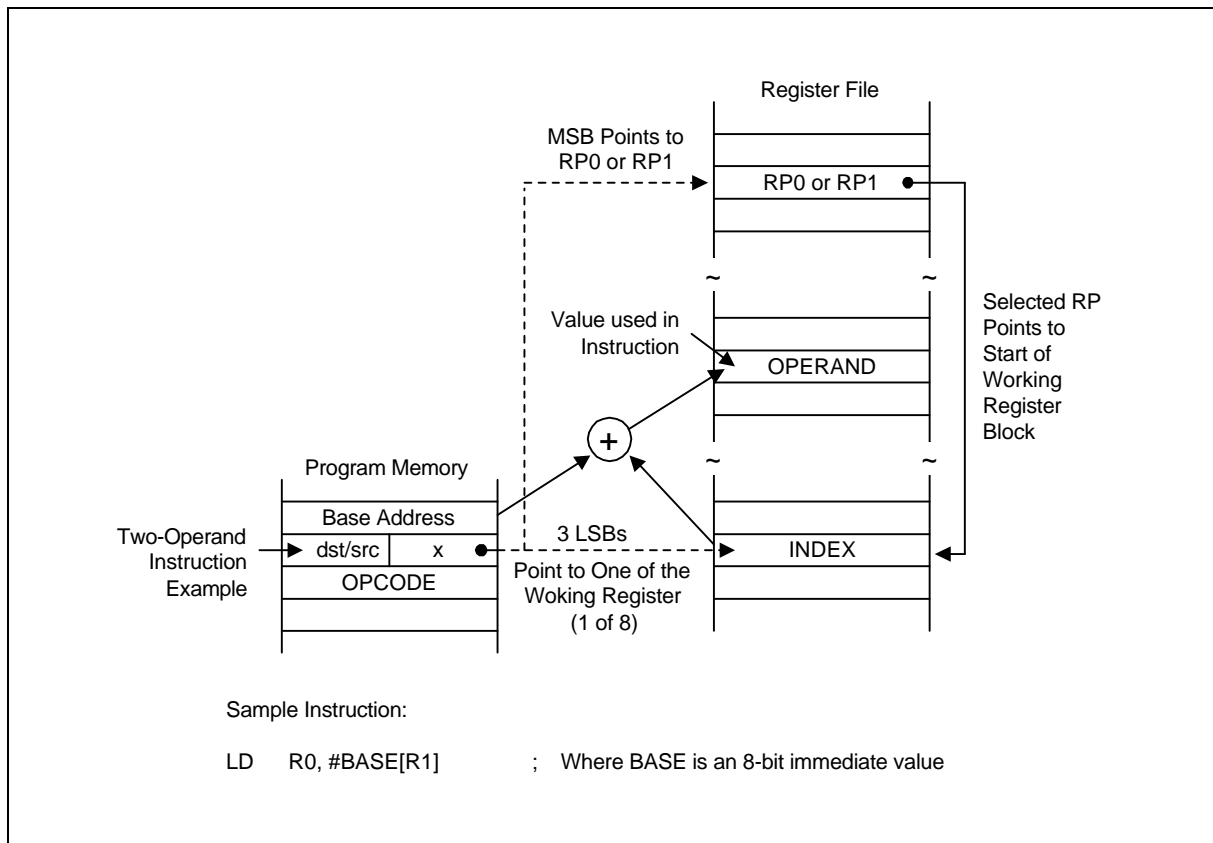 Register File
MSB Points to
RP0 or RP1
RP0 or RP1
~
~
Selected RP
Points to
Start of
Working
Register
Block
Value used in
Instruction
OPERAND
+
~
~
Program Memory
Base Address
Two-Operand
Instruction
Example
dst/src
x
OPCODE
3 LSBs
Point to One of the
Woking Register
(1 of 8)
INDEX
Sample Instruction:
LD R0, #BASE[R1] ; Where BASE is an 8-bit immediate value